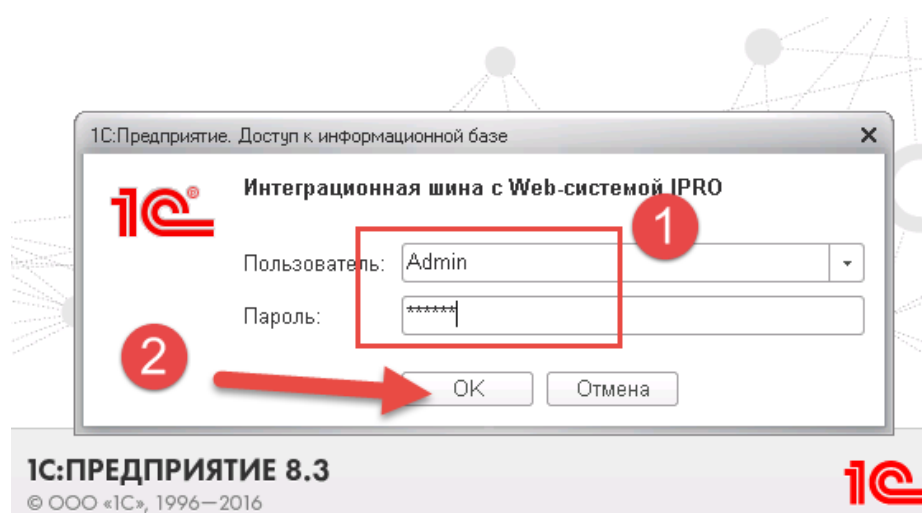 1С:Предприятие. Доступ к информационной базе
1С
Интеграционная шина с Web-системой IPRO
1
Пользователь: Admin
Пароль: ******
2
OK Отмена
1С:ПРЕДПРИЯТИЕ 8.3
1С
© ООО «1С», 1996—2016